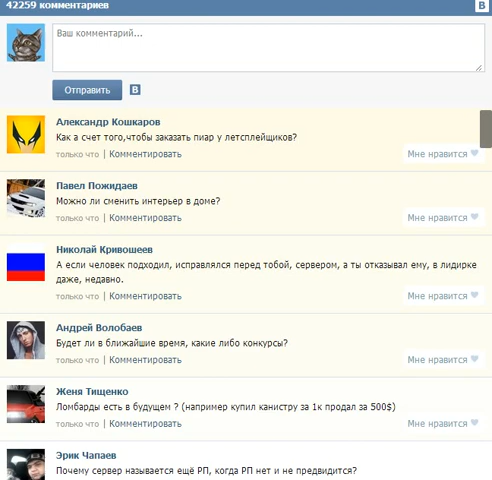 42259 комментариев
В
Ваш комментарий...
Отправить В
Александр Кошкаров
Как а счет того,чтобы заказать пиар у летсплейщиков?
только что | Комментировать Мне нравится
Павел Пожидаев
Можно ли сменить интерьер в доме?
только что | Комментировать Мне нравится
Николай Кривошеев
А если человек подходил, исправлялся перед тобой, сервером, а ты отказывал ему, в лидирке
даже, недавно.
только что | Комментировать Мне нравится
Андрей Волобаев
Будет ли в ближайшие время, какие либо конкурсы?
только что | Комментировать Мне нравится
Женя Тищенко
Ломбарды есть в будущем ? (например купил канистру за 1к продал за 500$)
только что | Комментировать Мне нравится
Эрик Чапаев
Почему сервер называется ещё РП, когда РП нет и не предвидится?